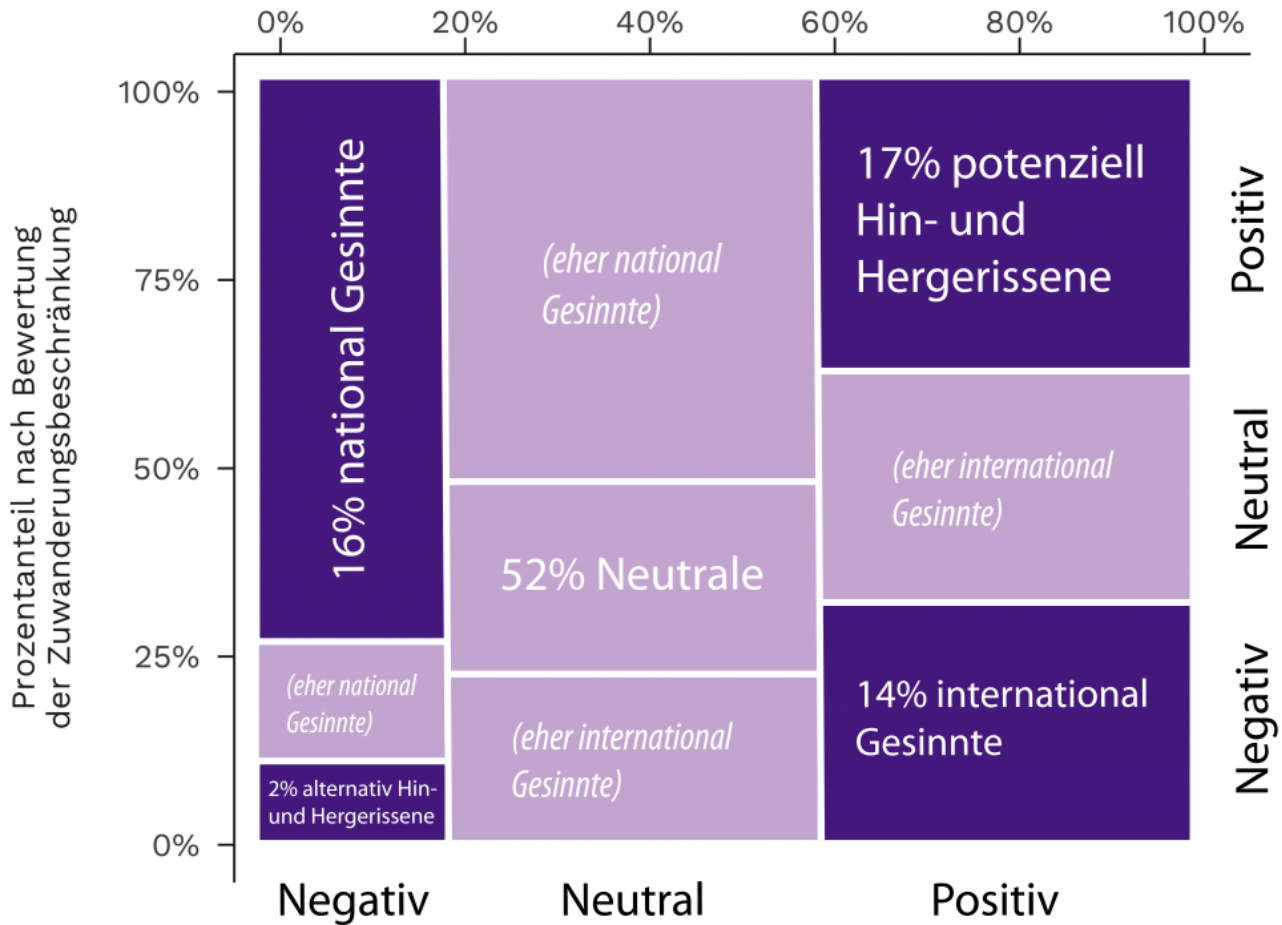 0% 20% 40% 60% 80% 100%
Prozentanteil nach Bewertung
der Zuwanderungsbeschränkung
100%
75%
50%
25%
0%
16% national Gesinnte
(eher national
Gesinnte)
2% alternativ Hin-
und Hergerissene
(eher national
Gesinnte)
52% Neutrale
(eher international
Gesinnte)
17% potenziell
Hin- und
Hergerissene
(eher international
Gesinnte)
14% international
Gesinnte
Positiv
Neutral
Negativ
Negativ Neutral Positiv